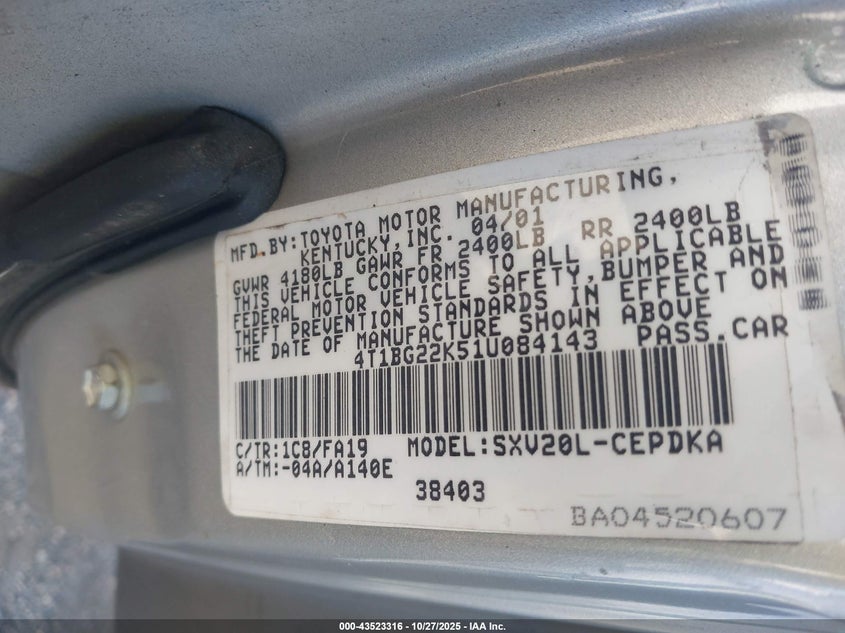 MFD.BY:TOYOTA MOTOR MANUFACTURING,
KENTUCKY,INC. 04/01
GVWR 4180LB GAWR FR 2400LB RR 2400LB
THIS VEHICLE CONFORMS TO ALL APPLICABLE
FEDERAL MOTOR VEHICLE SAFETY,BUMPER AND
THEFT PREVENTION STANDARDS IN EFFECT ON
THE DATE OF MANUFACTURE SHOWN ABOVE
4T1BG22K51U084143 PASS.CAR
C/TR:1C8/FA19 MODEL:SXV20L-CEPDKA
A/TM:-04A/A140E
38403
BA04520607
000-43523316 - 10/27/2025 - IAA Inc.